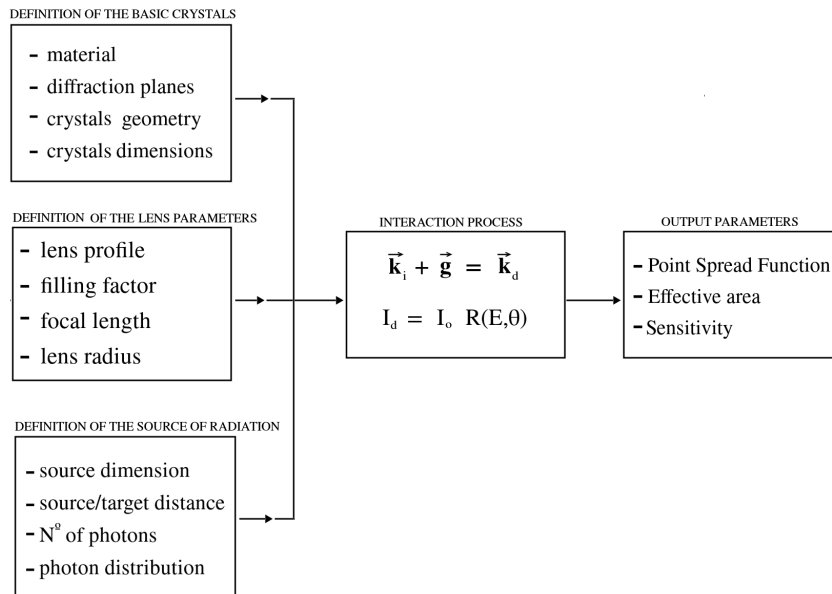 DEFINITION OF THE BASIC CRYSTALS
- material
- diffraction planes
- crystals geometry
- crystals dimensions
DEFINITION OF THE LENS PARAMETERS
- lens profile
- filling factor
- focal length
- lens radius
DEFINITION OF THE SOURCE OF RADIATION
- source dimension
- source/target distance
- Nº of photons
- photon distribution
INTERACTION PROCESS
k⃗ᵢ + g⃗ = k⃗_d
I_d = I_o R(E,θ)
OUTPUT PARAMETERS
- Point Spread Function
- Effective area
- Sensitivity